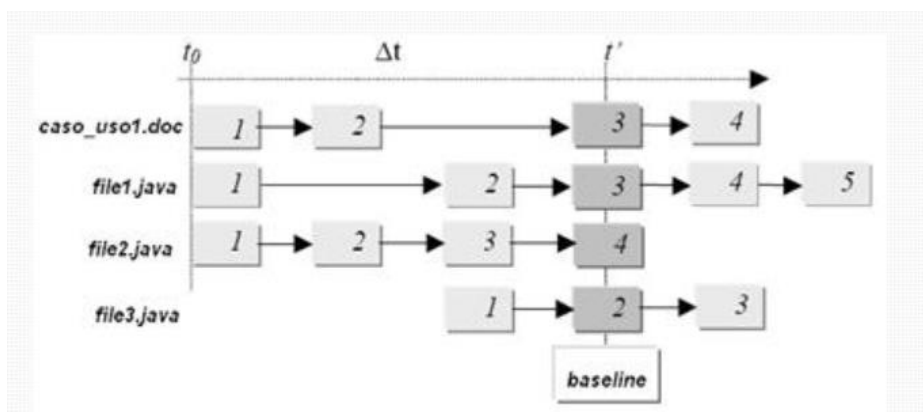 t₀ Δt t'
caso_uso1.doc 1 2 3 4
file1.java 1 2 3 4 5
file2.java 1 2 3 4
file3.java 1 2 3
baseline